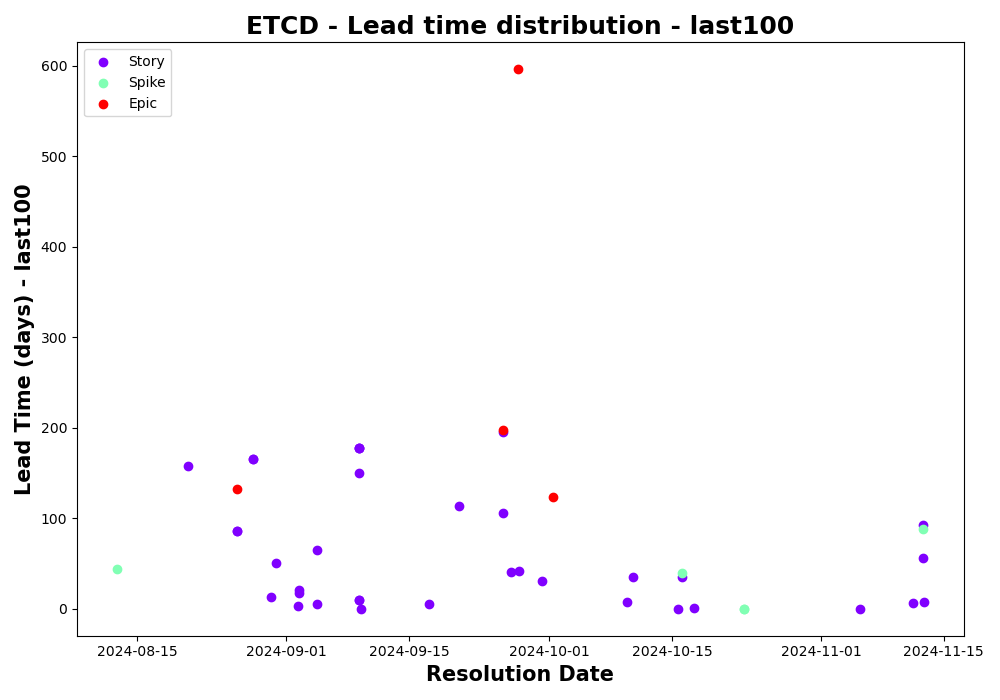 ETCD - Lead time distribution - last100
Story
Spike
Epic
Lead Time (days) - last100
600
500
400
300
200
100
0
2024-08-15 2024-09-01 2024-09-15 2024-10-01 2024-10-15 2024-11-01 2024-11-15
Resolution Date